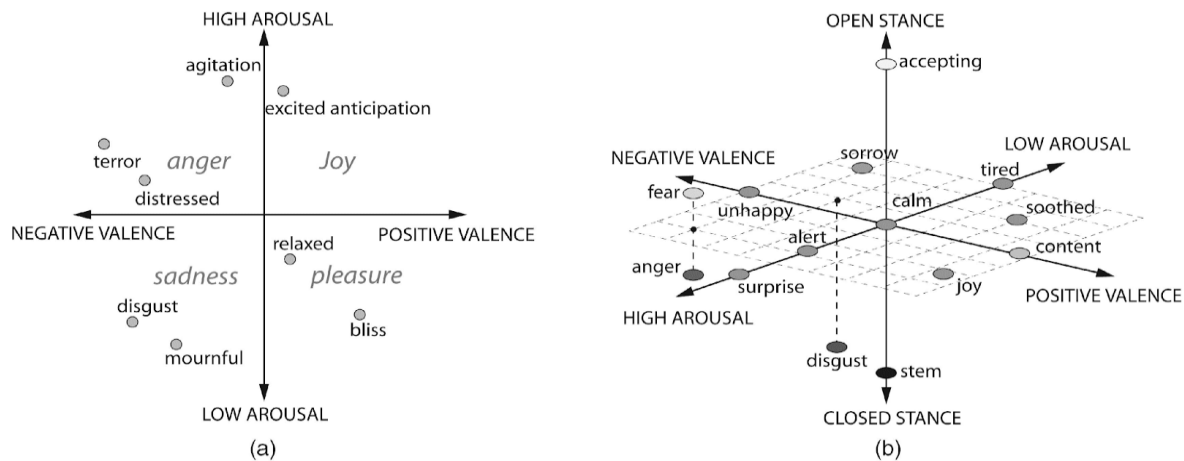 HIGH AROUSAL
agitation
excited anticipation
terror
anger
Joy
distressed
NEGATIVE VALENCE
POSITIVE VALENCE
relaxed
sadness
pleasure
disgust
bliss
mournful
LOW AROUSAL
(a)
OPEN STANCE
accepting
LOW AROUSAL
NEGATIVE VALENCE
sorrow
tired
fear
unhappy
calm
soothed
alert
content
anger
surprise
joy
POSITIVE VALENCE
HIGH AROUSAL
disgust
stem
CLOSED STANCE
(b)